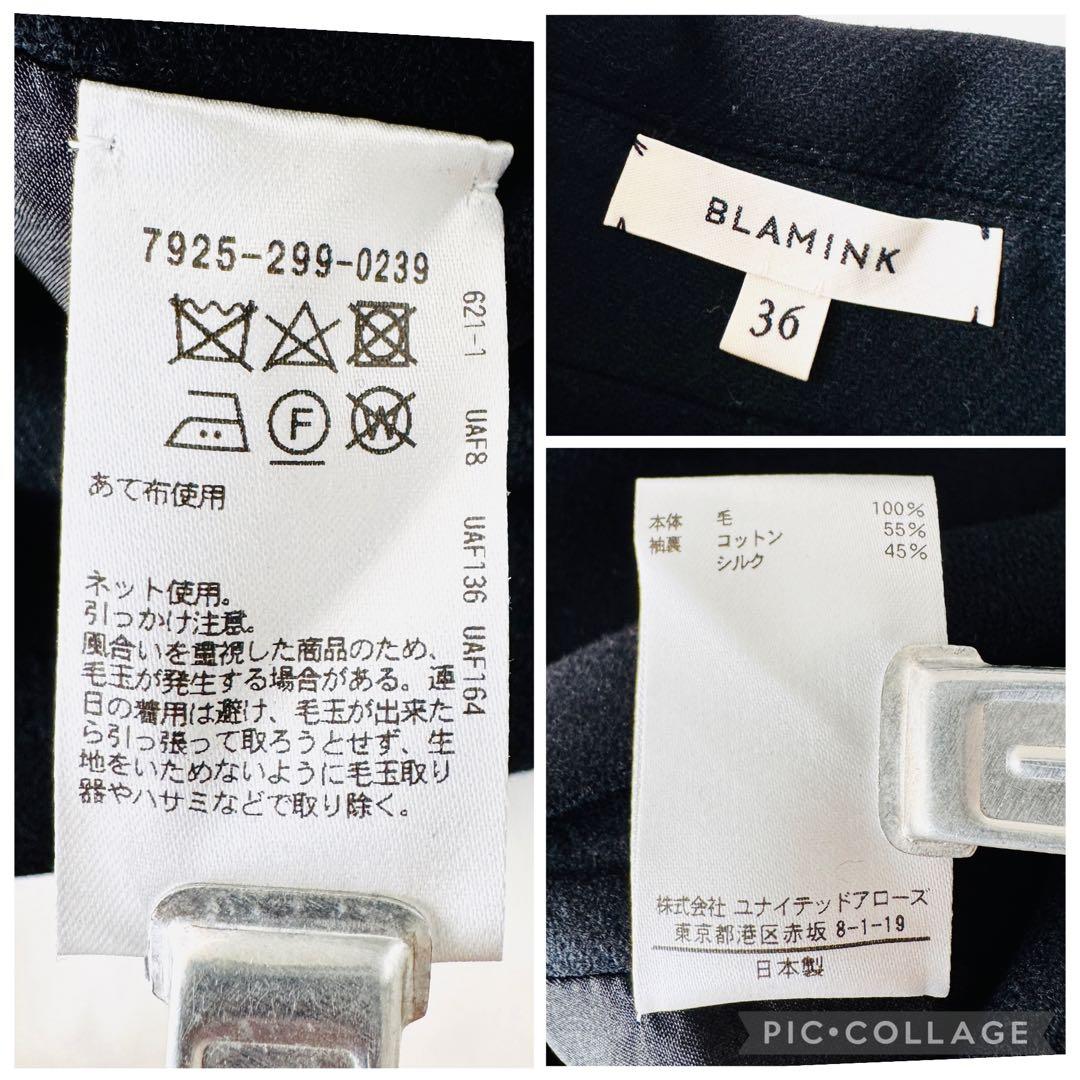 7925-299-0239
F
W
あて布使用
ネット使用。
引っかけ注意。
風合いを重視した商品のため、
毛玉が発生する場合がある。連
日の着用は避け、毛玉が出来た
ら引っ張って取ろうとせず、生
地をいためないように毛玉取り
器やハサミなどで取り除く。
621-1 UAF8 UAF136 UAF164
BLAMINK
36
本体 毛 100%
袖裏 コットン 55%
シルク 45%
株式会社 ユナイテッドアローズ
東京都港区赤坂 8-1-19
日本製
PIC•COLLAGE